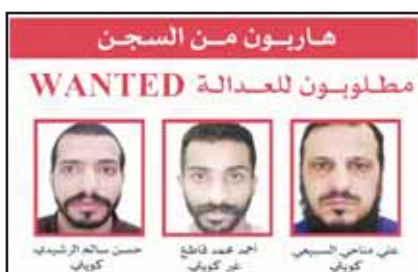 هاربون من السجن
مطلوبون للعدالة WANTED
علي مناحي السبيعي
كويتي
احمد محمد قاطع
غير كويتي
حسن سالم الرشيدي
كويتي